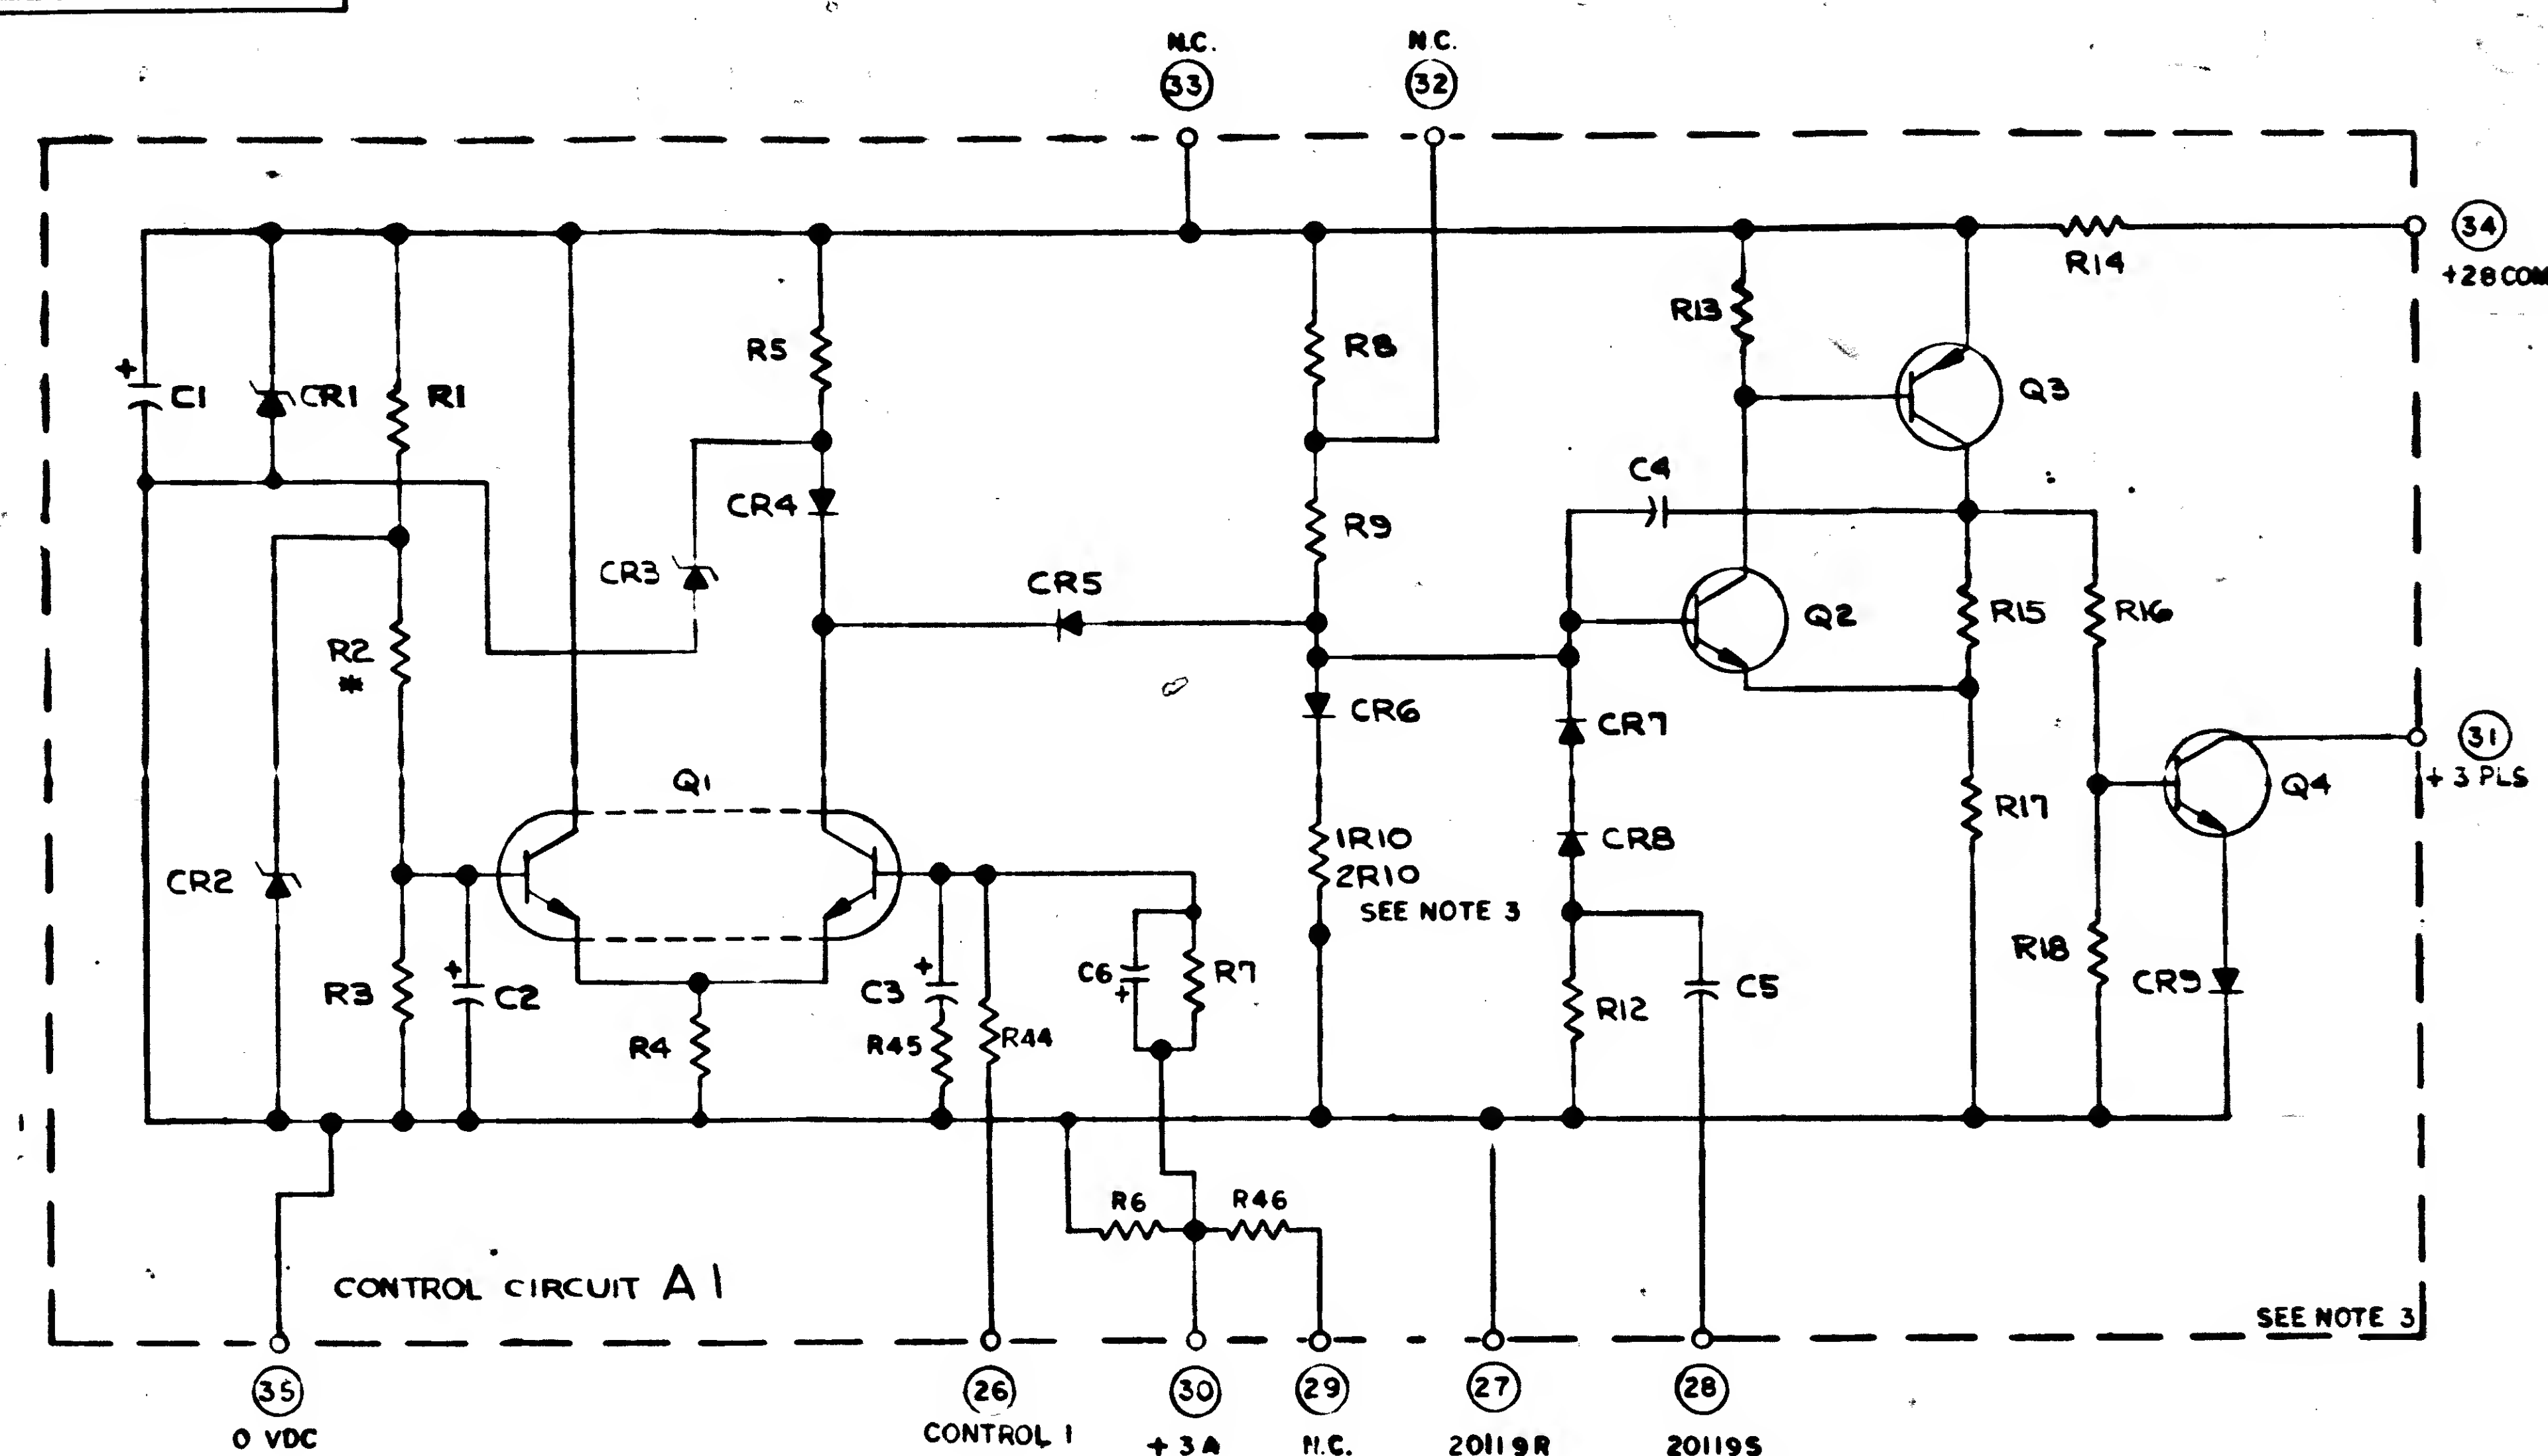 N.C.
33
N.C.
32
34
+28 COM
R14
R13
R5
R8
+
C1
CR1
R1
Q3
C4
CR4
R9
CR3
CR5
Q2
R15
R16
R2
*
CR6
CR7
31
+ 3 PLS
Q1
Q4
R17
1R10
2R10
SEE NOTE 3
CR8
CR2
R3
+
C2
+
C3
C6
+
R7
R18
CR9
C5
R12
R4
R45
R44
R6
R46
CONTROL CIRCUIT A1
SEE NOTE 3
35
0 VDC
26
CONTROL 1
30
+ 3A
29
N.C.
27
20119R
28
20119S